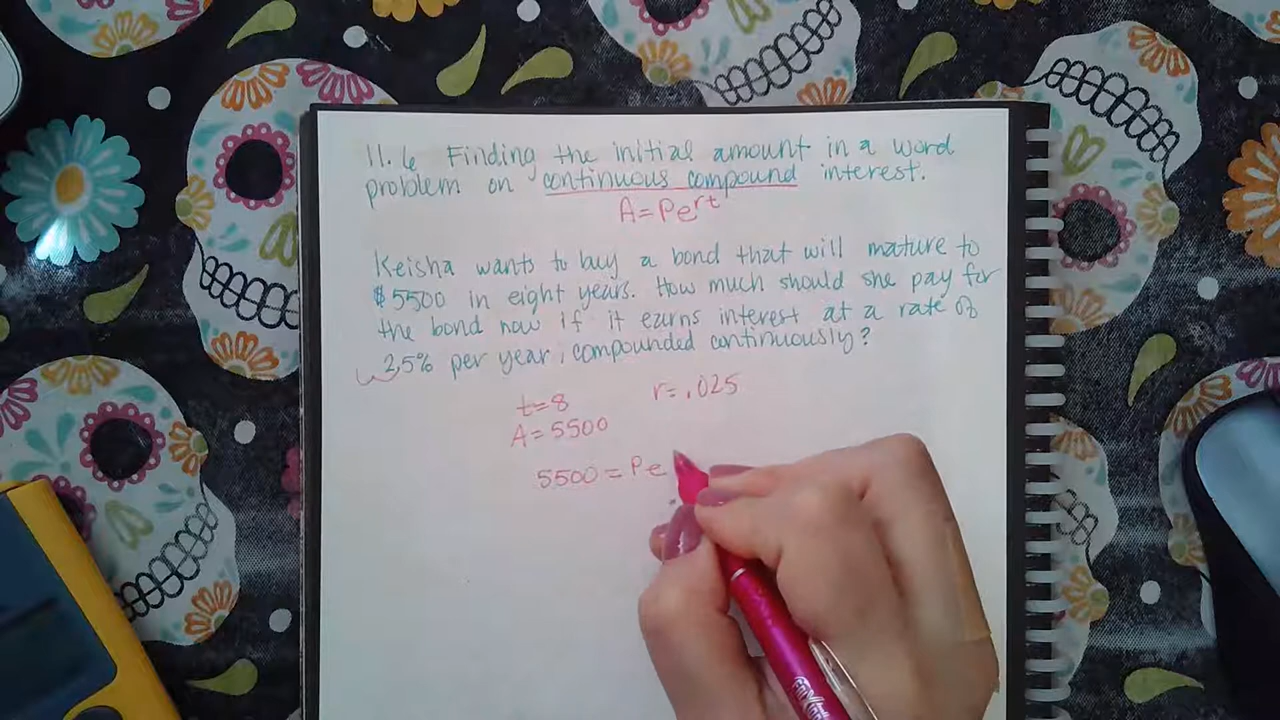 11.6 Finding the initial amount in a word
problem on continuous compound interest.
A=Pe^rt
Keisha wants to buy a bond that will mature to
$5500 in eight years. How much should she pay for
the bond now if it earns interest at a rate of
2.5% per year, compounded continuously?
t=8 r=.025
A=5500
5500=Pe